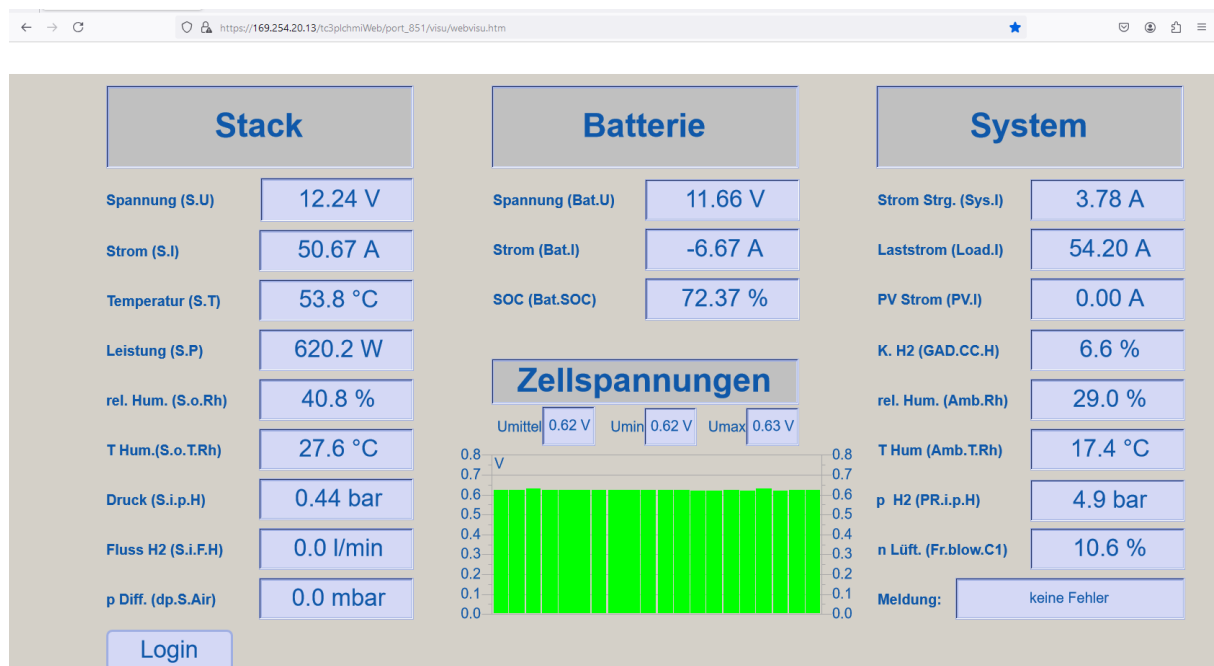 https://169.254.20.13/tc3plchmiWeb/port_851/visu/webvisu.htm
Stack
Spannung (S.U) 12.24 V
Strom (S.I) 50.67 A
Temperatur (S.T) 53.8 °C
Leistung (S.P) 620.2 W
rel. Hum. (S.o.Rh) 40.8 %
T Hum.(S.o.T.Rh) 27.6 °C
Druck (S.i.p.H) 0.44 bar
Fluss H2 (S.i.F.H) 0.0 l/min
p Diff. (dp.S.Air) 0.0 mbar
Login
Batterie
Spannung (Bat.U) 11.66 V
Strom (Bat.I) -6.67 A
SOC (Bat.SOC) 72.37 %
Zellspannungen
Umittel 0.62 V Umin 0.62 V Umax 0.63 V
V
0.8 0.8
0.7 0.7
0.6 0.6
0.5 0.5
0.4 0.4
0.3 0.3
0.2 0.2
0.1 0.1
0.0 0.0
System
Strom Strg. (Sys.I) 3.78 A
Laststrom (Load.I) 54.20 A
PV Strom (PV.I) 0.00 A
K. H2 (GAD.CC.H) 6.6 %
rel. Hum. (Amb.Rh) 29.0 %
T Hum (Amb.T.Rh) 17.4 °C
p H2 (PR.i.p.H) 4.9 bar
n Lüft. (Fr.blow.C1) 10.6 %
Meldung: keine Fehler